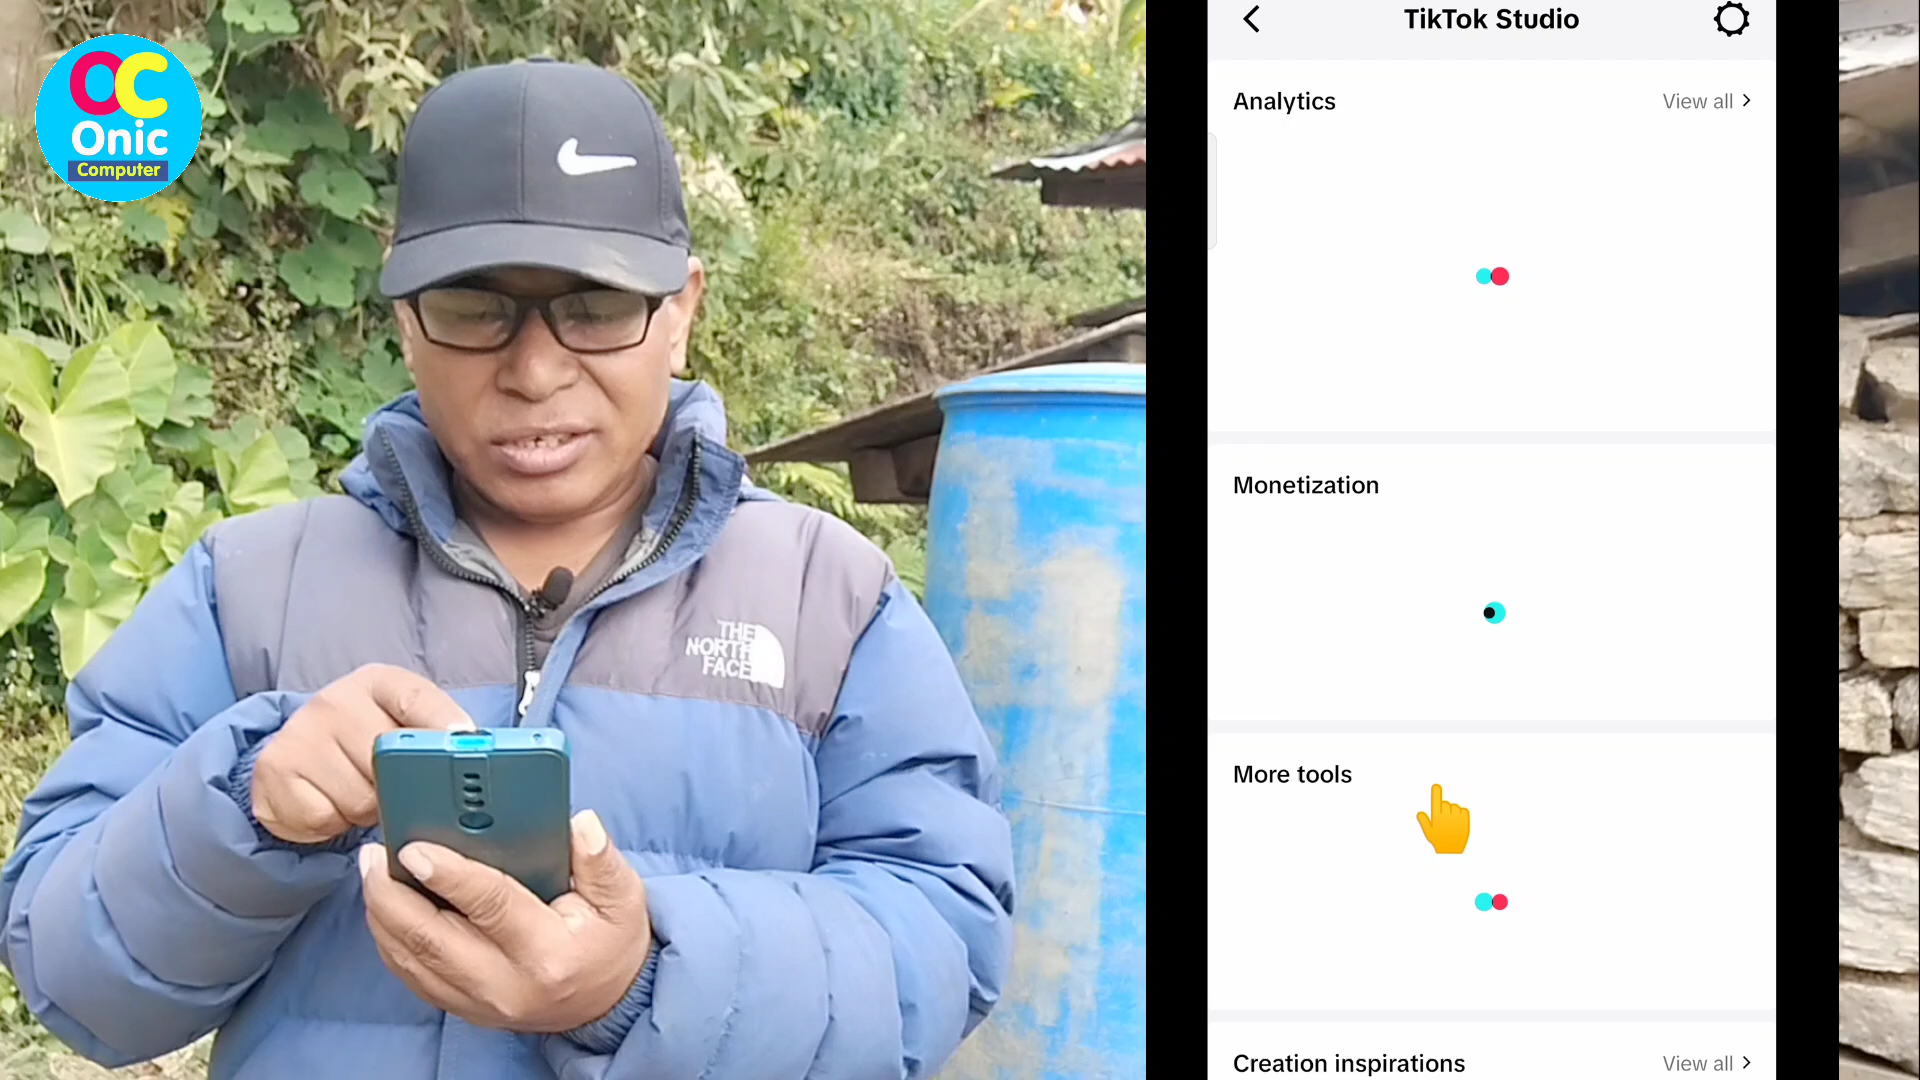 OC
Onic
Computer
THE
NORTH
FACE
TikTok Studio
Analytics
View all
Monetization
More tools
Creation inspirations
View all